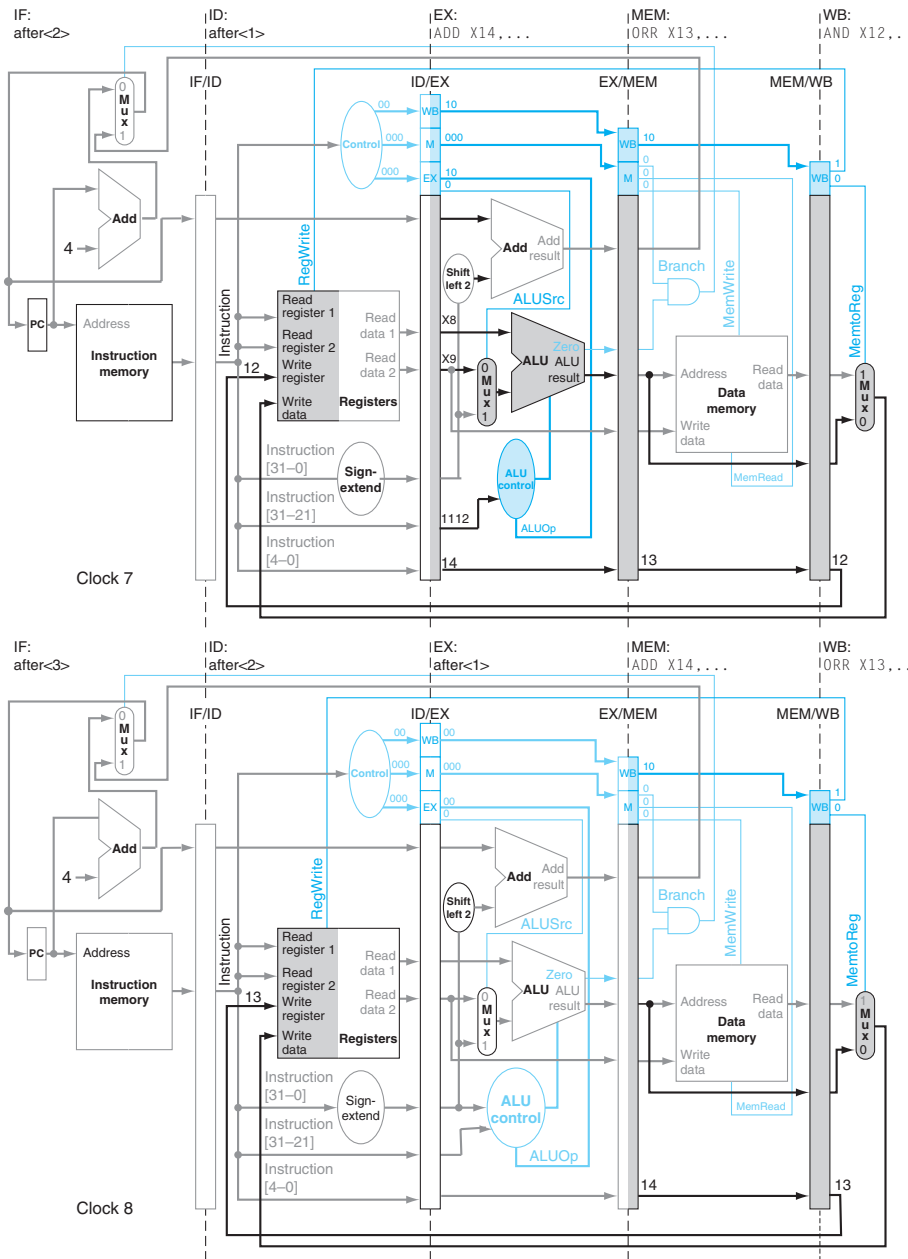 IF:
after<2>
ID:
after<1>
EX:
ADD X14,...
MEM:
ORR X13,...
WB:
AND X12,...
IF/ID
ID/EX
EX/MEM
MEM/WB
0
Mux
1
Control
00
000
000
WB
M
EX
10
000
10
0
WB
M
10
0
0
0
WB
1
0
Add
4
PC
Address
Instruction memory
Instruction
RegWrite
Read register 1
Read register 2
Write register
Write data
Registers
Read data 1
Read data 2
12
X8
X9
Shift left 2
Add
Add result
ALUSrc
0
Mux
1
ALU
Zero
ALU result
Branch
MemWrite
Address
Read data
Data memory
Write data
MemRead
MemtoReg
1
Mux
0
Instruction [31–0]
Sign-extend
Instruction [31–21]
Instruction [4–0]
ALU control
ALUOp
1112
14
13
12
Clock 7
IF:
after<3>
ID:
after<2>
EX:
after<1>
MEM:
ADD X14,...
WB:
ORR X13,...
IF/ID
ID/EX
EX/MEM
MEM/WB
0
Mux
1
Control
00
000
000
WB
M
EX
00
000
00
0
WB
M
10
0
0
0
WB
1
0
Add
4
PC
Address
Instruction memory
Instruction
RegWrite
Read register 1
Read register 2
Write register
Write data
Registers
Read data 1
Read data 2
13
Shift left 2
Add
Add result
ALUSrc
0
Mux
1
ALU
Zero
ALU result
Branch
MemWrite
Address
Read data
Data memory
Write data
MemRead
MemtoReg
1
Mux
0
Instruction [31–0]
Sign-extend
Instruction [31–21]
Instruction [4–0]
ALU control
ALUOp
14
13
Clock 8